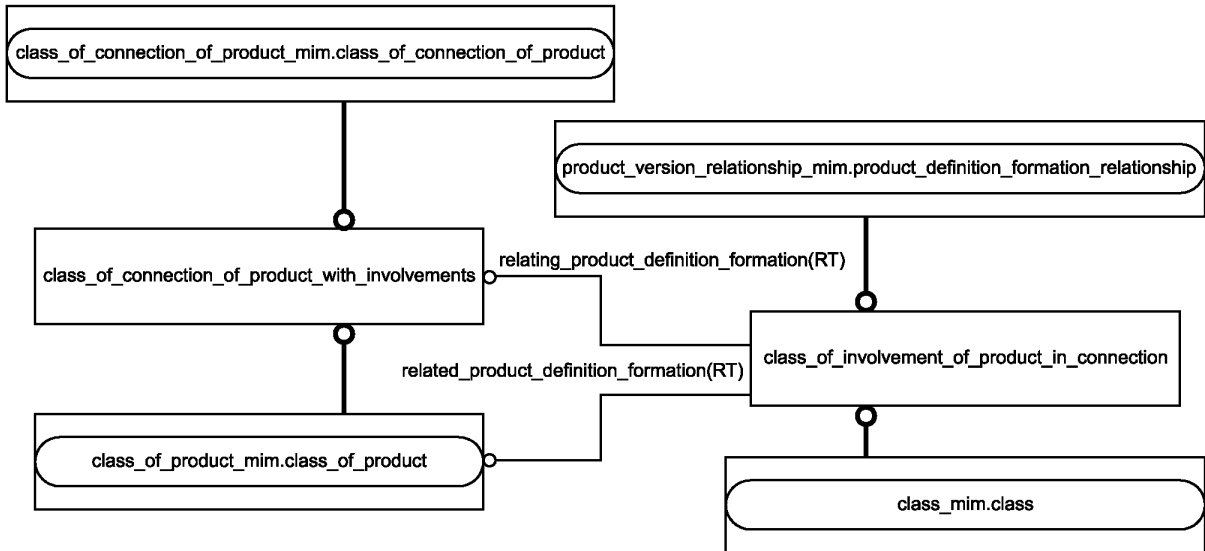 class_of_connection_of_product_mim.class_of_connection_of_product
product_version_relationship_mim.product_definition_formation_relationship
class_of_connection_of_product_with_involvements
relating_product_definition_formation(RT)
class_of_involvement_of_product_in_connection
related_product_definition_formation(RT)
class_of_product_mim.class_of_product
class_mim.class